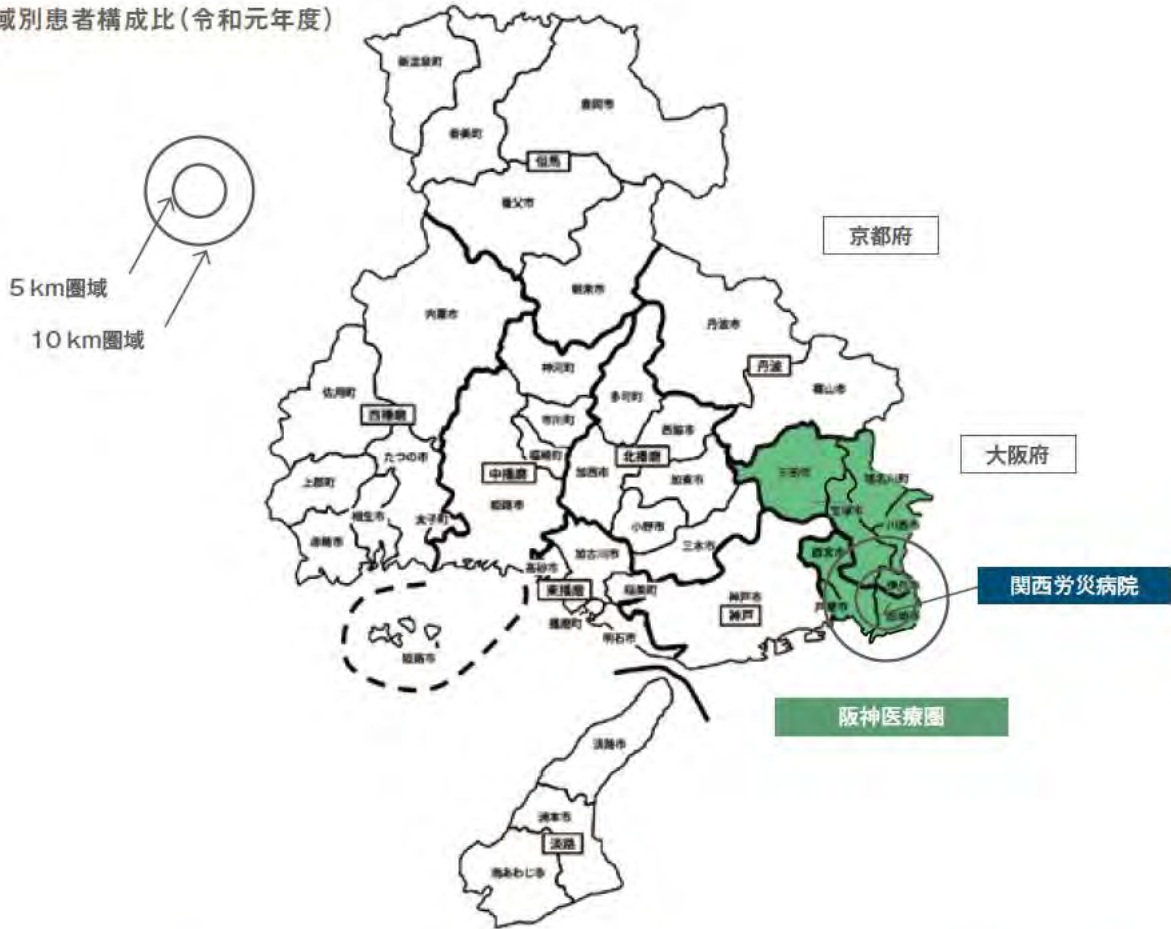 域別患者構成比(令和元年度)
新温泉町
香美町
豊岡市
但馬
養父市
京都府
5 km圏域
朝来市
10 km圏域
宍粟市
丹波市
神河町
丹波
佐用町
多可町
篠山市
西播磨
市川町
西脇市
大阪府
たつの市
福崎町
北播磨
三田市
猪名川町
中播磨
加西市
加東市
上郡町
姫路市
宝塚市
川西市
相生市
太子町
小野市
赤穂市
三木市
加古川市
西宮市
高砂市
関西労災病院
東播磨
稲美町
神戸市
伊丹市
播磨町
神戸
芦屋市
尼崎市
明石市
姫路市
阪神医療圏
淡路市
洲本市
淡路
南あわじ市